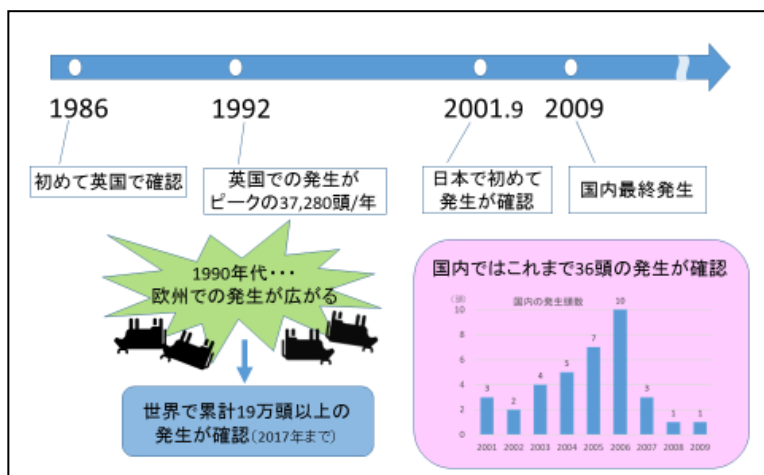 1986
1992
2001.9
2009
初めて英国で確認
英国での発生が
ピークの37,280頭/年
日本で初めて
発生が確認
国内最終発生
1990年代・・・
欧州での発生が広がる
世界で累計19万頭以上の
発生が確認(2017年まで)
国内ではこれまで36頭の発生が確認
(頭)
国内の発生頭数
10
8
6
4
2
0
3
2
4
5
7
10
3
1
1
2001 2002 2003 2004 2005 2006 2007 2008 2009